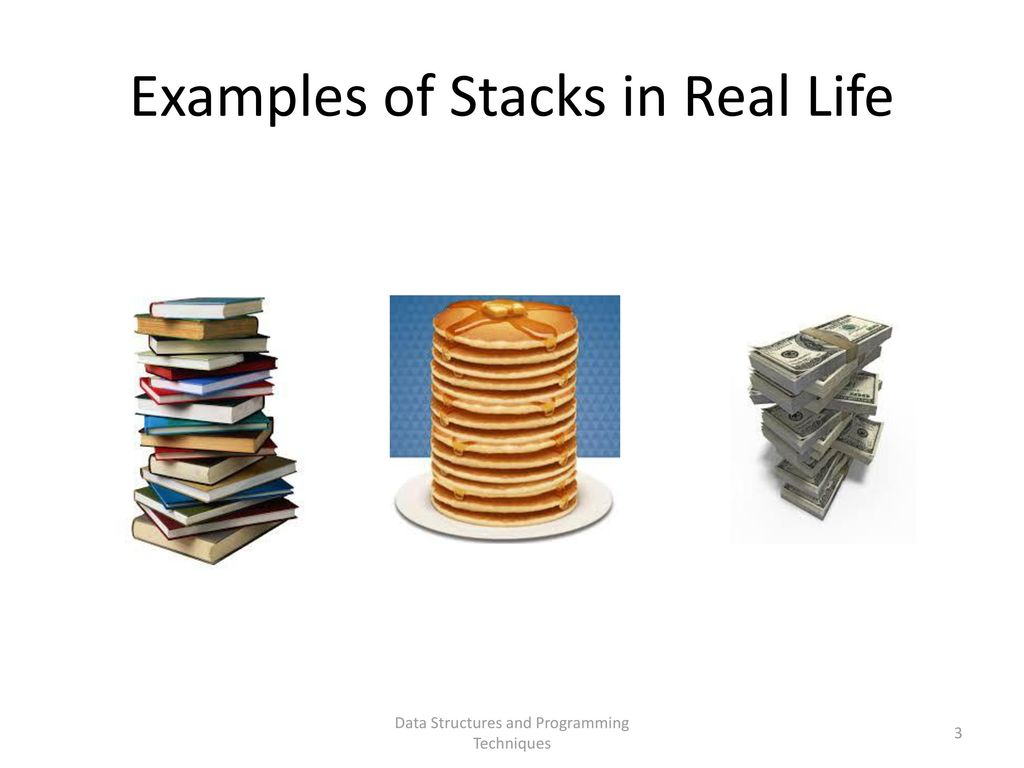 Examples of Stacks in Real Life
Data Structures and Programming
Techniques
3